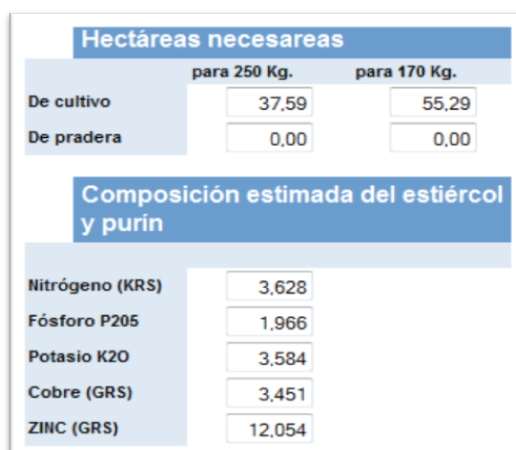 Hectáreas necesareas
para 250 Kg. para 170 Kg.
De cultivo 37,59 55,29
De pradera 0,00 0,00
Composición estimada del estiércol
y purín
Nitrógeno (KRS) 3,628
Fósforo P205 1,966
Potasio K2O 3,584
Cobre (GRS) 3,451
ZINC (GRS) 12,054